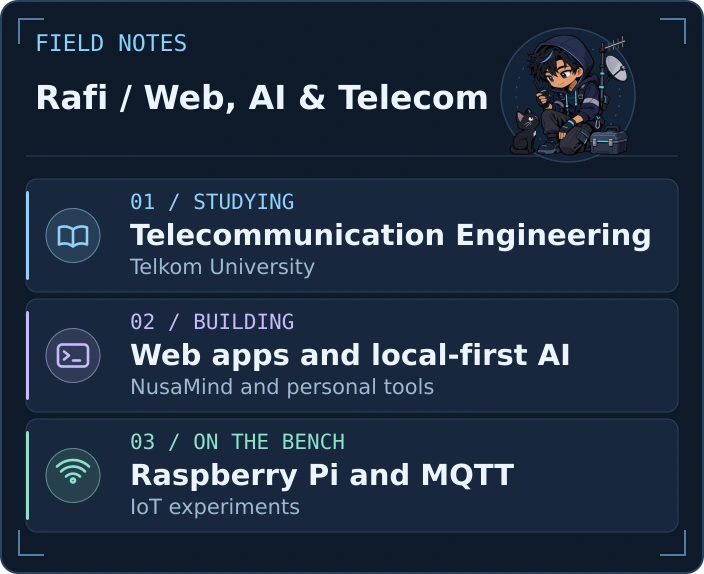 FIELD NOTES
Rafi / Web, AI & Telecom
01 / STUDYING
Telecommunication Engineering
Telkom University
02 / BUILDING
Web apps and local-first AI
NusaMind and personal tools
03 / ON THE BENCH
Raspberry Pi and MQTT
IoT experiments